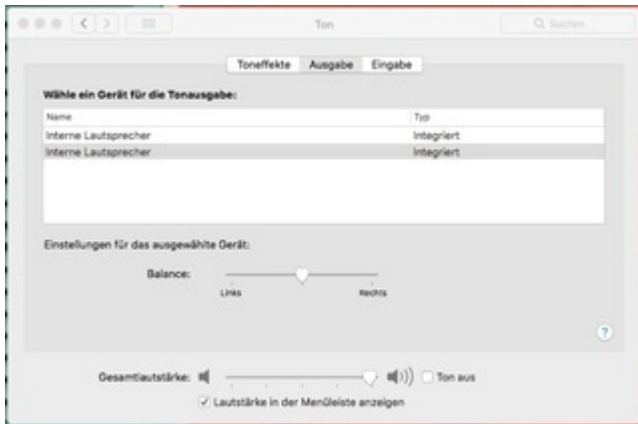 Ton
Suchen
Toneffekte Ausgabe Eingabe
Wähle ein Gerät für die Tonausgabe:
Name Typ
Interne Lautsprecher Integriert
Interne Lautsprecher Integriert
Einstellungen für das ausgewählte Gerät:
Balance:
Links Rechts
?
Gesamtlautstärke: Ton aus
Lautstärke in der Menüleiste anzeigen